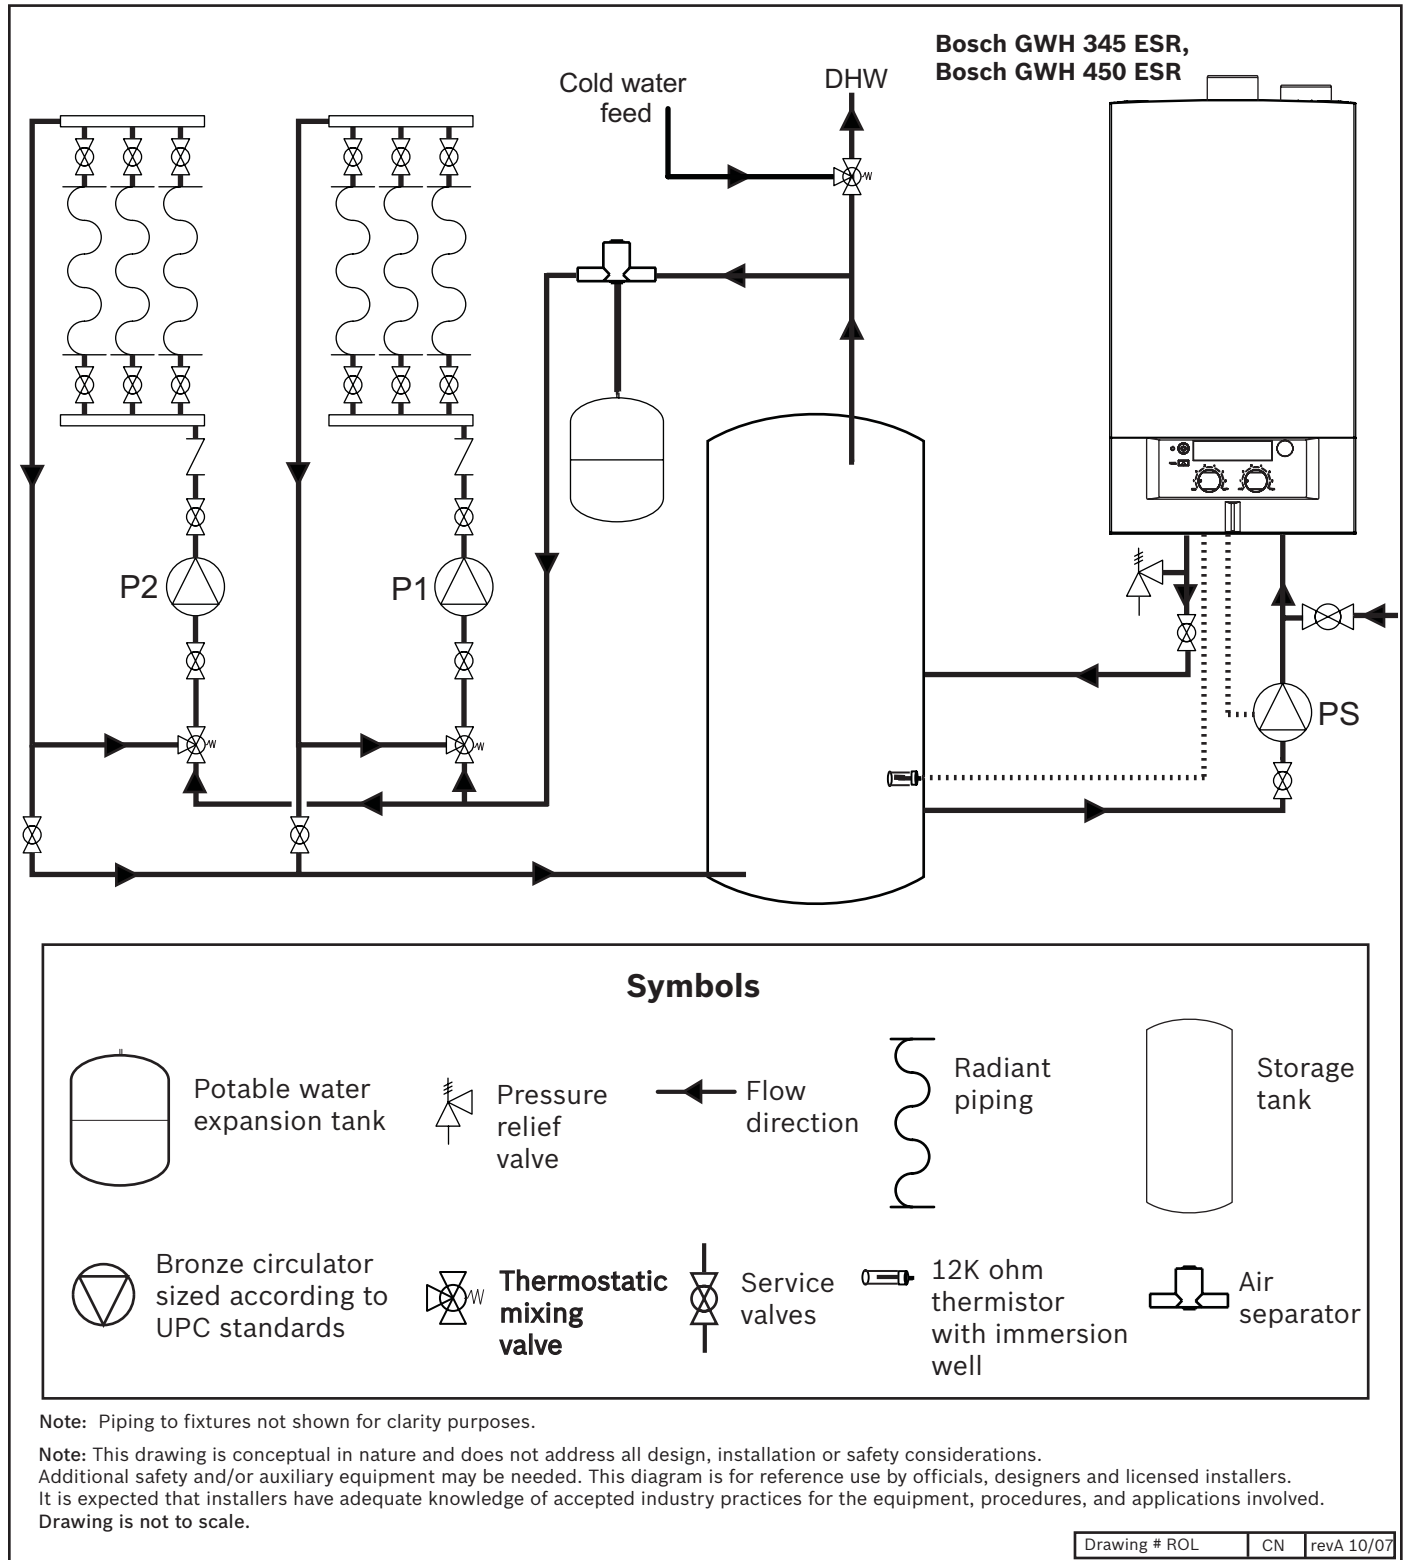 Bosch GWH 345 ESR,
Bosch GWH 450 ESR
Cold water
feed
DHW
P2
P1
PS
Symbols
Potable water
expansion tank
Pressure
relief
valve
Flow
direction
Radiant
piping
Storage
tank
Bronze circulator
sized according to
UPC standards
Thermostatic
mixing
valve
Service
valves
12K ohm
thermistor
with immersion
well
Air
separator
Note: Piping to fixtures not shown for clarity purposes.
Note: This drawing is conceptual in nature and does not address all design, installation or safety considerations.
Additional safety and/or auxiliary equipment may be needed. This diagram is for reference use by officials, designers and licensed installers.
It is expected that installers have adequate knowledge of accepted industry practices for the equipment, procedures, and applications involved.
Drawing is not to scale.
Drawing # ROL CN revA 10/07